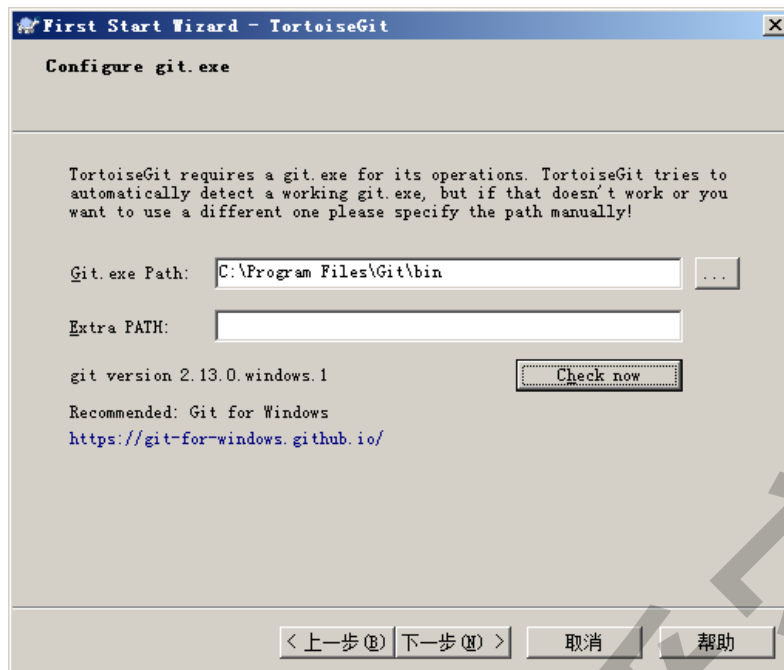 First Start Wizard - TortoiseGit
Configure git.exe
TortoiseGit requires a git.exe for its operations. TortoiseGit tries to
automatically detect a working git.exe, but if that doesn't work or you
want to use a different one please specify the path manually!
Git.exe Path: C:\Program Files\Git\bin ...
Extra PATH:
git version 2.13.0.windows.1 Check now
Recommended: Git for Windows
https://git-for-windows.github.io/
< 上一步(B) 下一步(N) > 取消 帮助